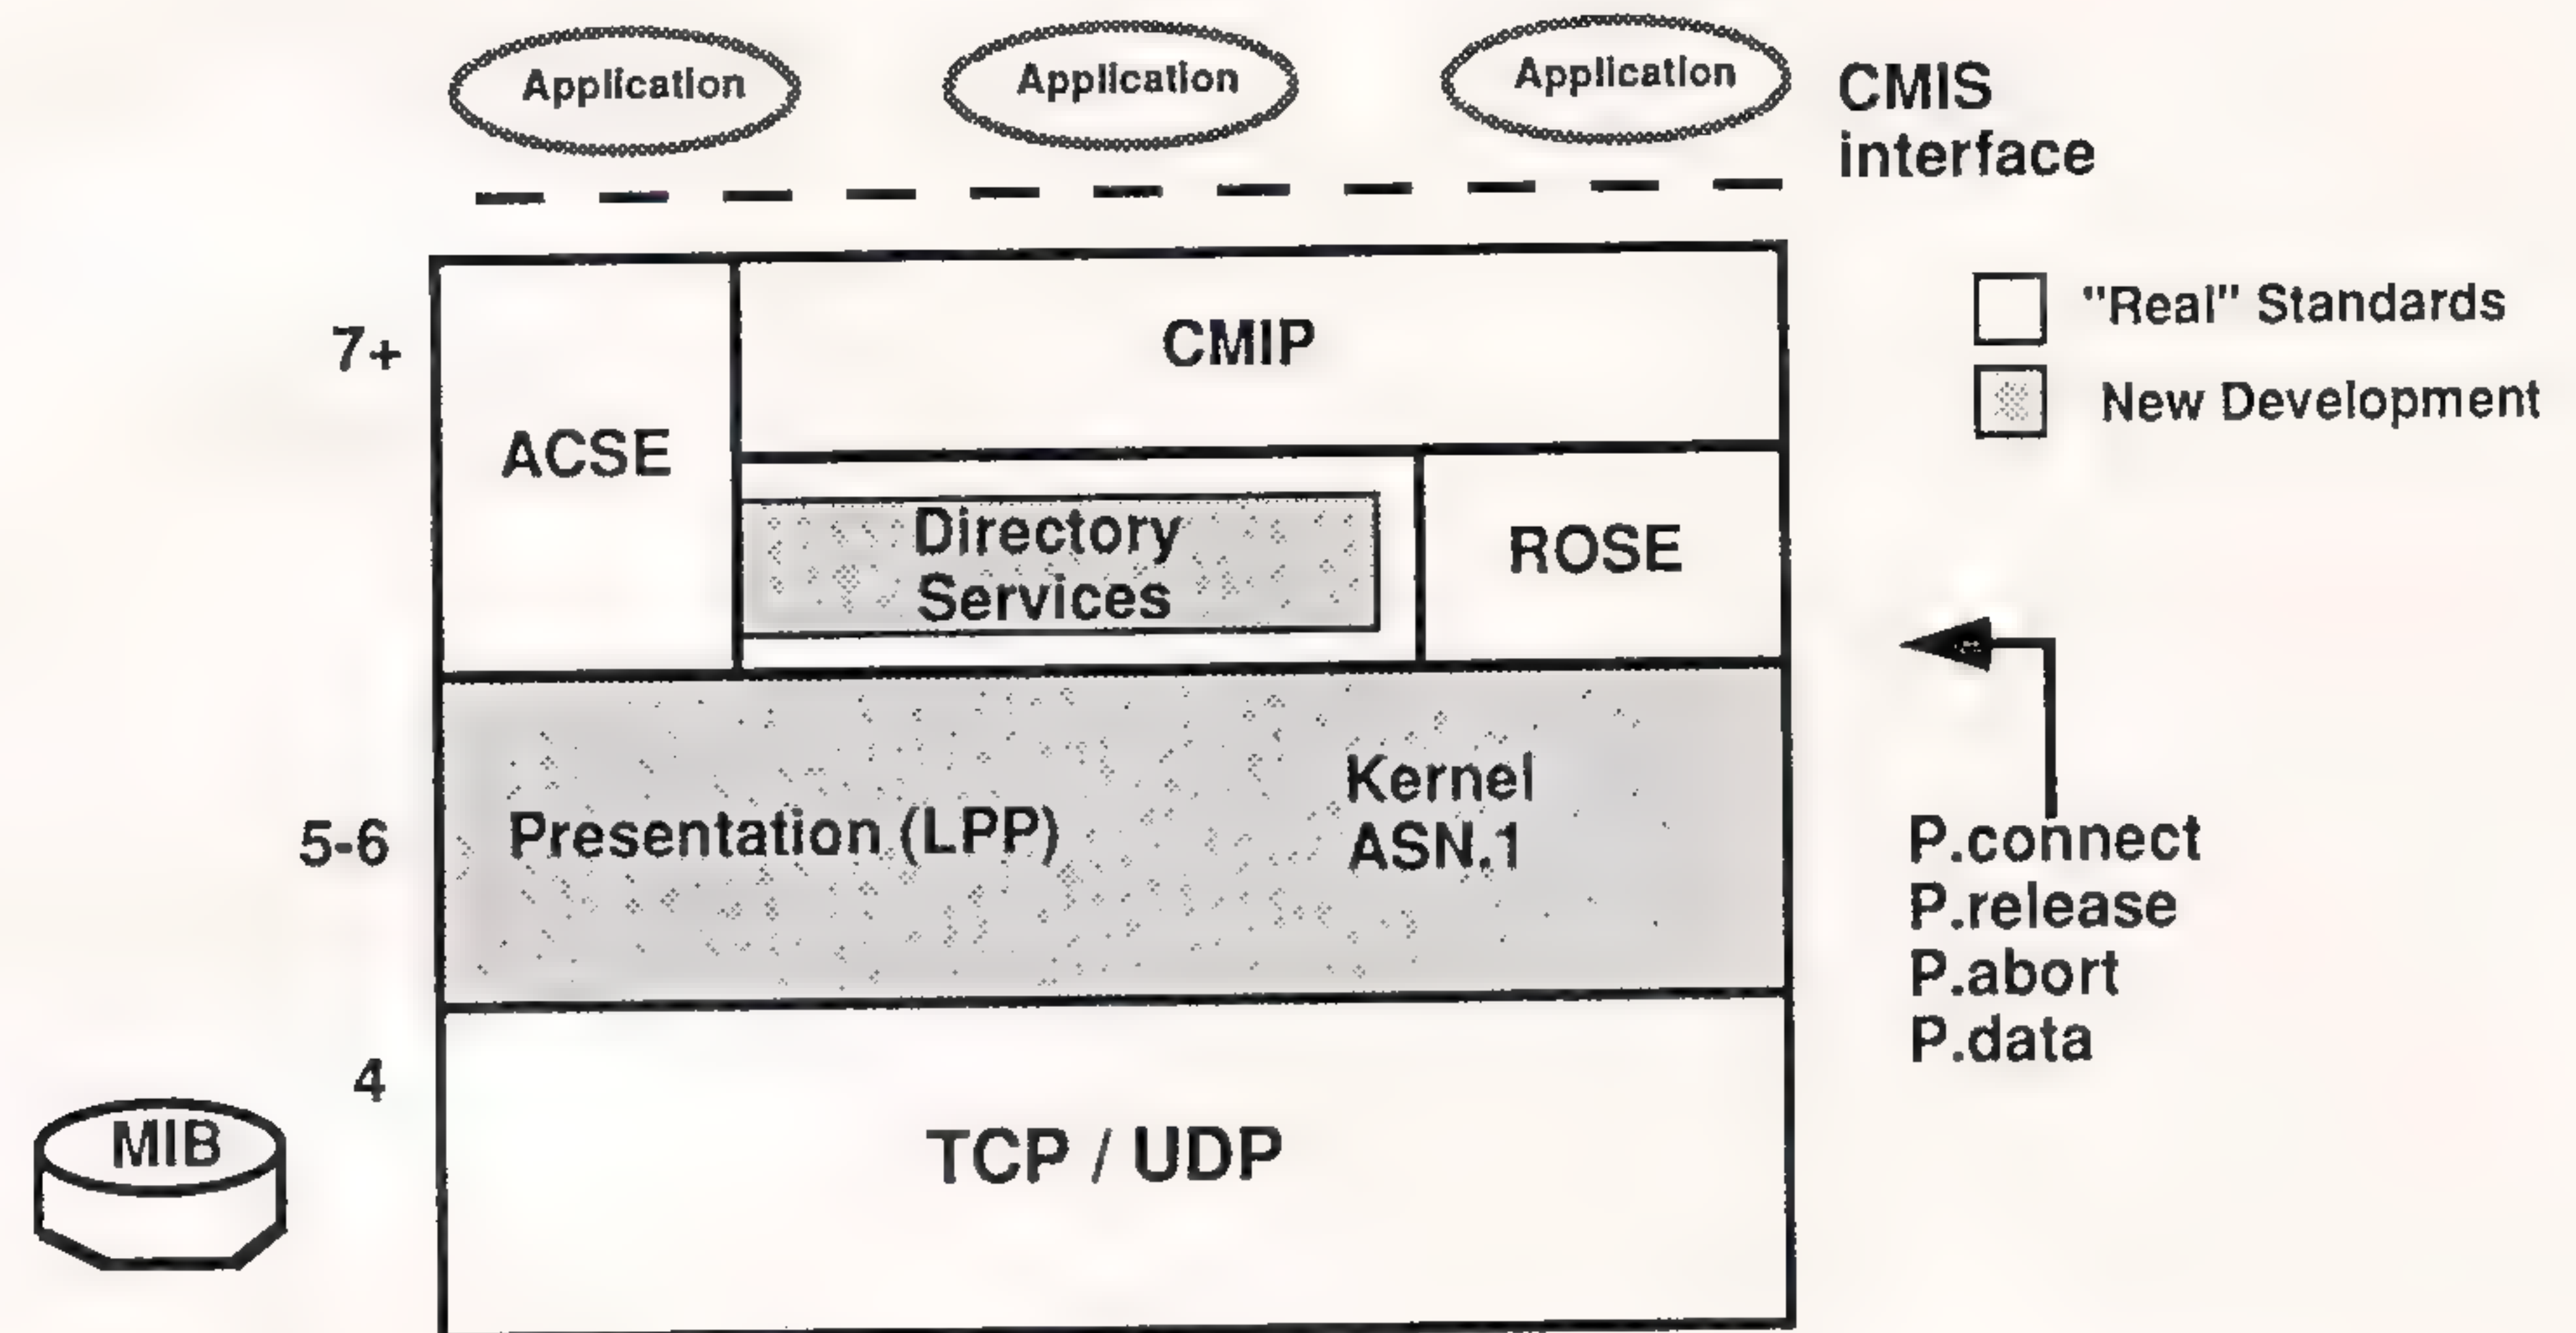 Application
Application
Application
CMIS
interface
7+
CMIP
"Real" Standards
New Development
ACSE
Directory
Services
ROSE
5-6
Presentation (LPP)
Kernel
ASN.1
P.connect
P.release
P.abort
P.data
4
MIB
TCP / UDP